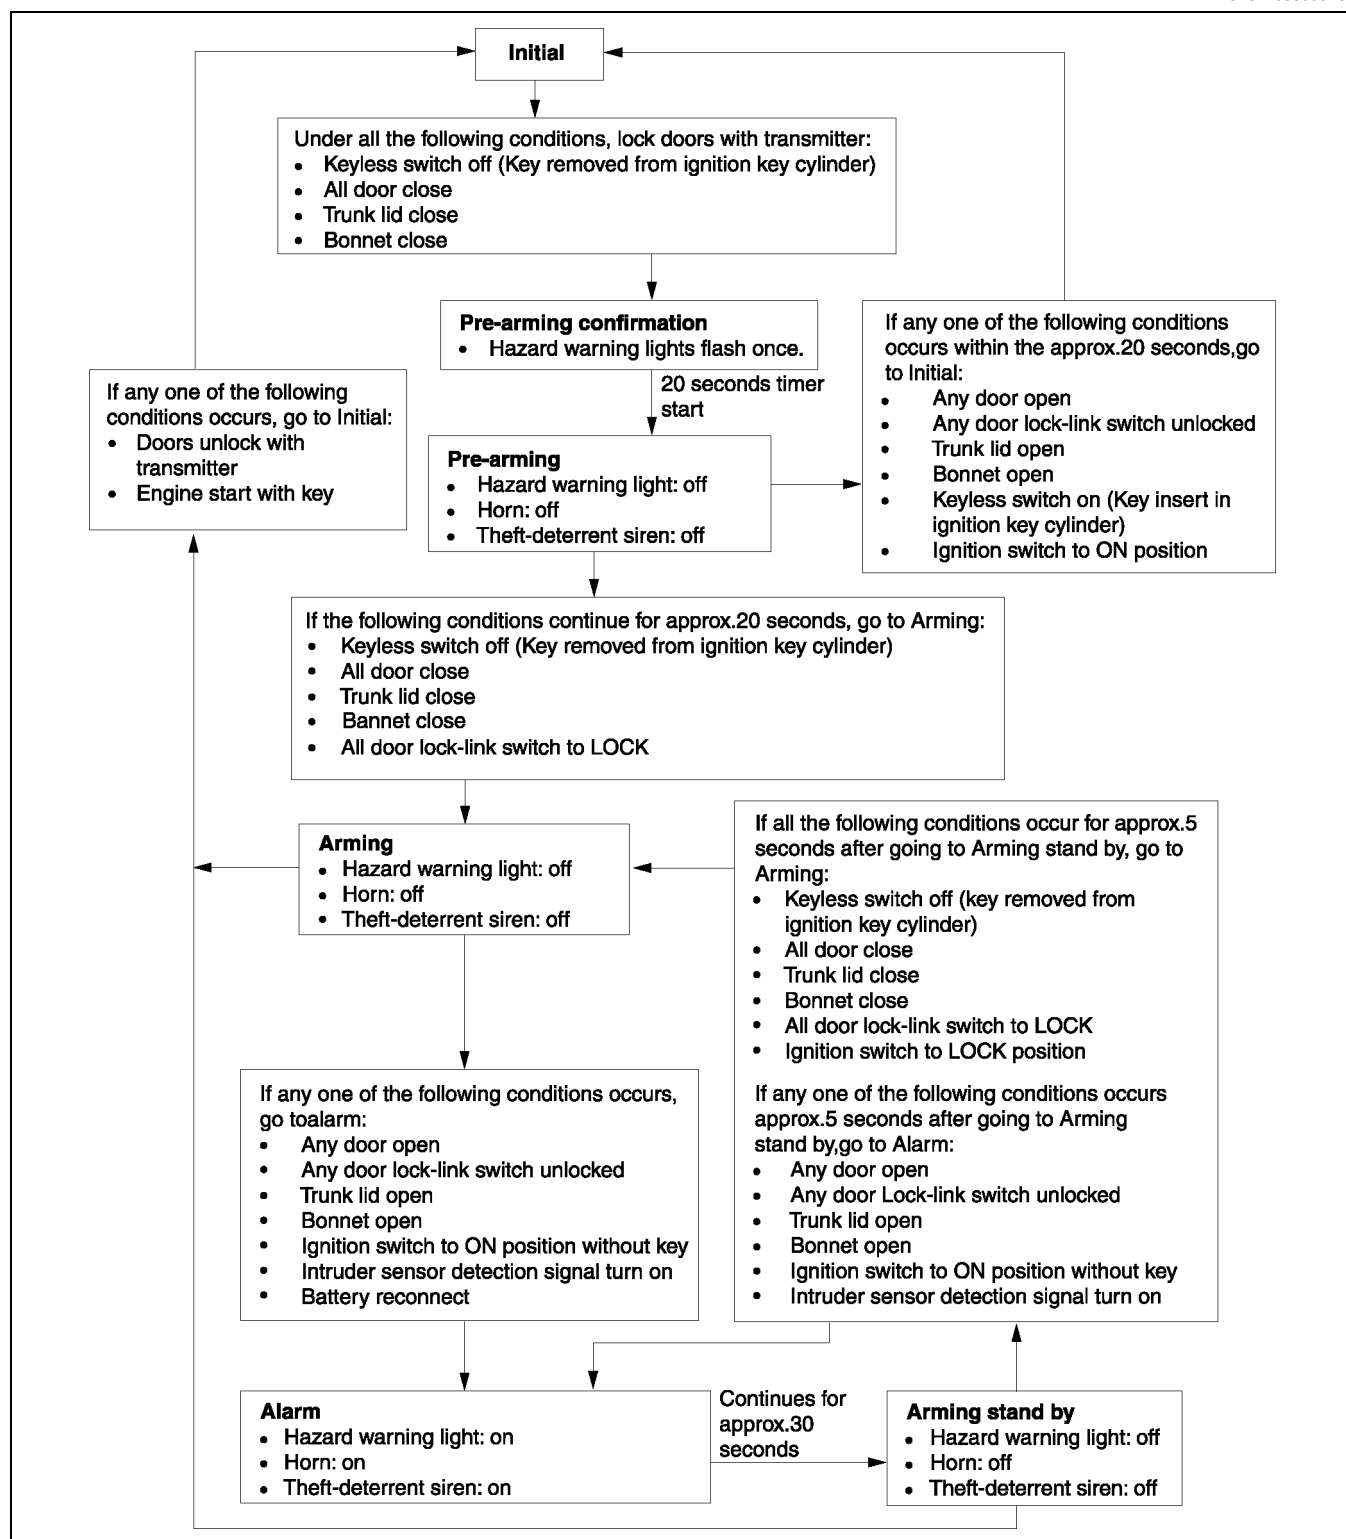 Initial
Under all the following conditions, lock doors with transmitter:
• Keyless switch off (Key removed from ignition key cylinder)
• All door close
• Trunk lid close
• Bonnet close
Pre-arming confirmation
• Hazard warning lights flash once.
20 seconds timer
start
If any one of the following conditions
occurs within the approx.20 seconds,go
to Initial:
• Any door open
• Any door lock-link switch unlocked
• Trunk lid open
• Bonnet open
• Keyless switch on (Key insert in
ignition key cylinder)
• Ignition switch to ON position
If any one of the following
conditions occurs, go to Initial:
• Doors unlock with
transmitter
• Engine start with key
Pre-arming
• Hazard warning light: off
• Horn: off
• Theft-deterrent siren: off
If the following conditions continue for approx.20 seconds, go to Arming:
• Keyless switch off (Key removed from ignition key cylinder)
• All door close
• Trunk lid close
• Bannet close
• All door lock-link switch to LOCK
Arming
• Hazard warning light: off
• Horn: off
• Theft-deterrent siren: off
If all the following conditions occur for approx.5
seconds after going to Arming stand by, go to
Arming:
• Keyless switch off (key removed from
ignition key cylinder)
• All door close
• Trunk lid close
• Bonnet close
• All door lock-link switch to LOCK
• Ignition switch to LOCK position
If any one of the following conditions occurs
approx.5 seconds after going to Arming
stand by,go to Alarm:
• Any door open
• Any door Lock-link switch unlocked
• Trunk lid open
• Bonnet open
• Ignition switch to ON position without key
• Intruder sensor detection signal turn on
If any one of the following conditions occurs,
go toalarm:
• Any door open
• Any door lock-link switch unlocked
• Trunk lid open
• Bonnet open
• Ignition switch to ON position without key
• Intruder sensor detection signal turn on
• Battery reconnect
Alarm
• Hazard warning light: on
• Horn: on
• Theft-deterrent siren: on
Continues for
approx.30
seconds
Arming stand by
• Hazard warning light: off
• Horn: off
• Theft-deterrent siren: off